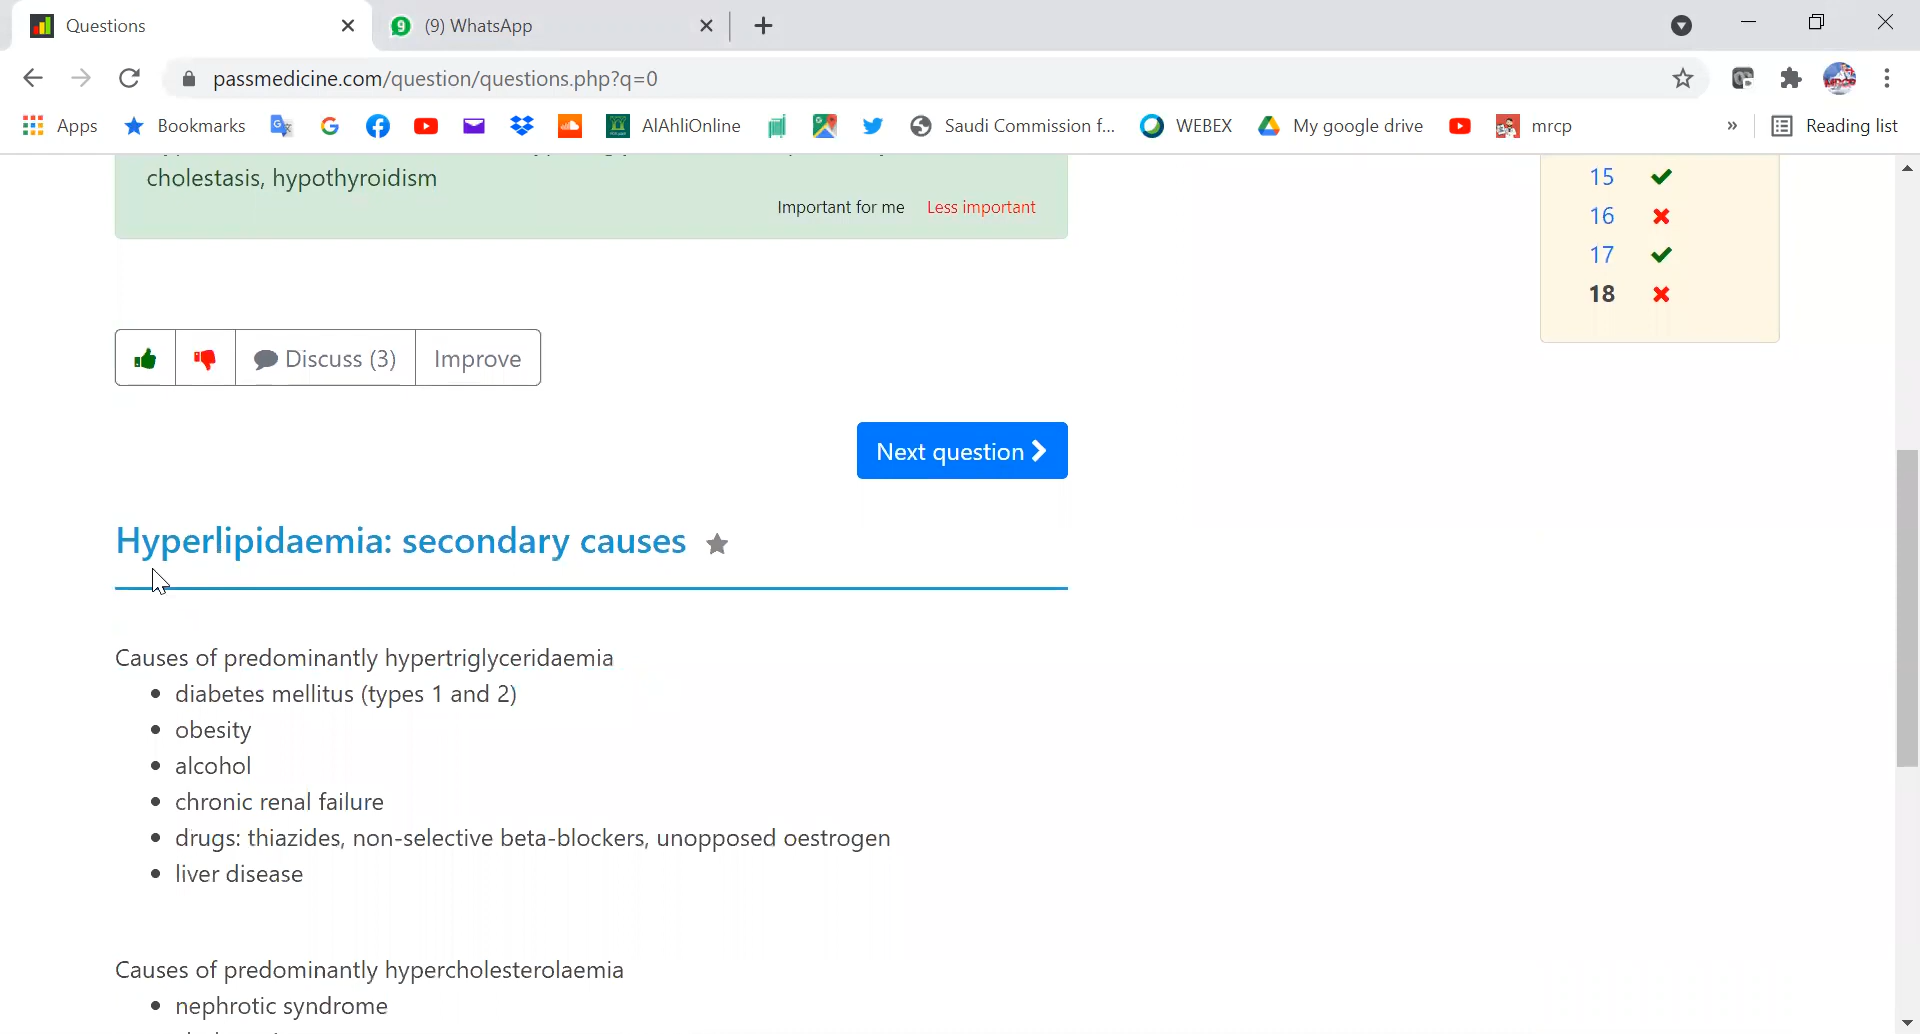 Questions
(9) WhatsApp
passmedicine.com/question/questions.php?q=0
Apps
Bookmarks
AlAhliOnline
Saudi Commission f...
WEBEX
My google drive
mrcp
»
Reading list
cholestasis, hypothyroidism
Important for me Less important
15
16
17
18
Discuss (3)
Improve
Next question
Hyperlipidaemia: secondary causes
Causes of predominantly hypertriglyceridaemia
• diabetes mellitus (types 1 and 2)
• obesity
• alcohol
• chronic renal failure
• drugs: thiazides, non-selective beta-blockers, unopposed oestrogen
• liver disease
Causes of predominantly hypercholesterolaemia
• nephrotic syndrome